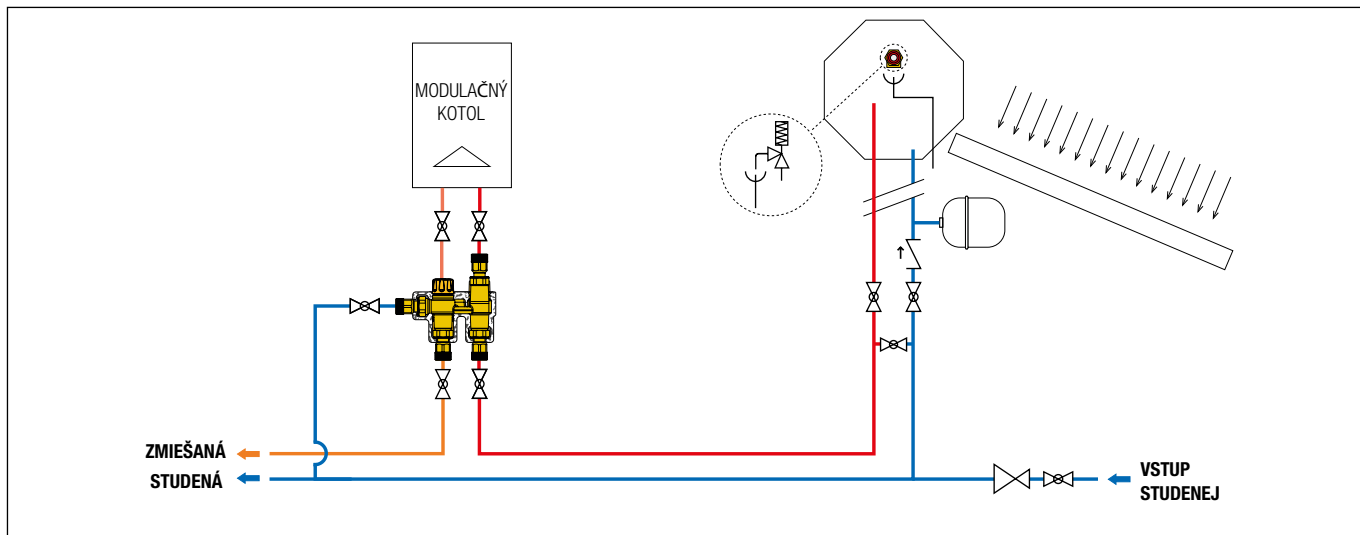 MODULAČNÝ
KOTOL
ZMIEŠANÁ
STUDENÁ
VSTUP
STUDENEJ